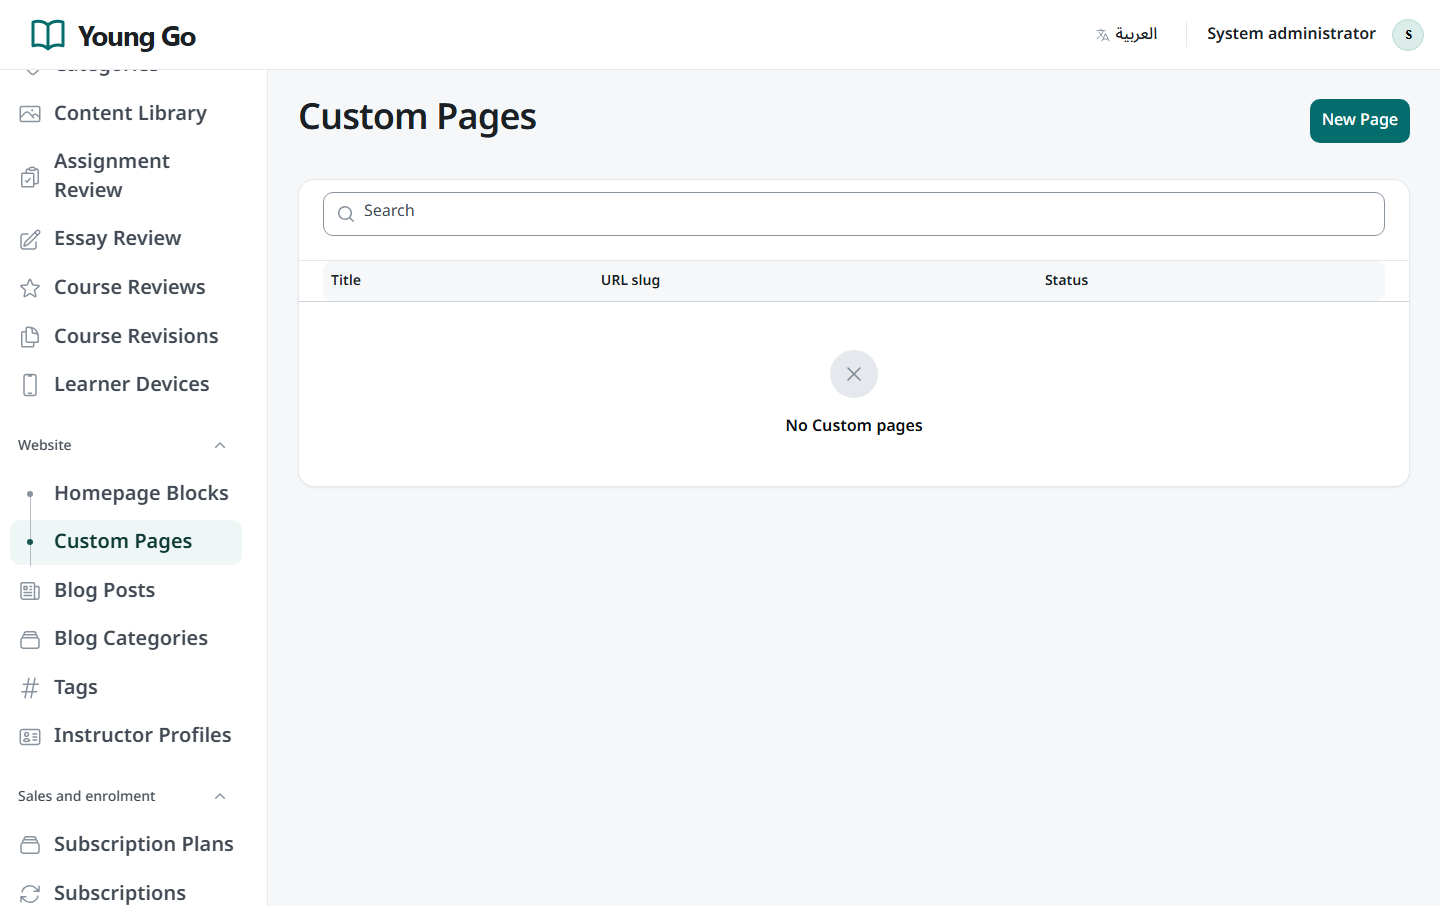 Young Go
العربية
System administrator
S
Categories
Content Library
Assignment
Review
Essay Review
Course Reviews
Course Revisions
Learner Devices
Website
Homepage Blocks
Custom Pages
Blog Posts
Blog Categories
Tags
Instructor Profiles
Sales and enrolment
Subscription Plans
Subscriptions
Custom Pages
New Page
Search
Title
URL slug
Status
No Custom pages